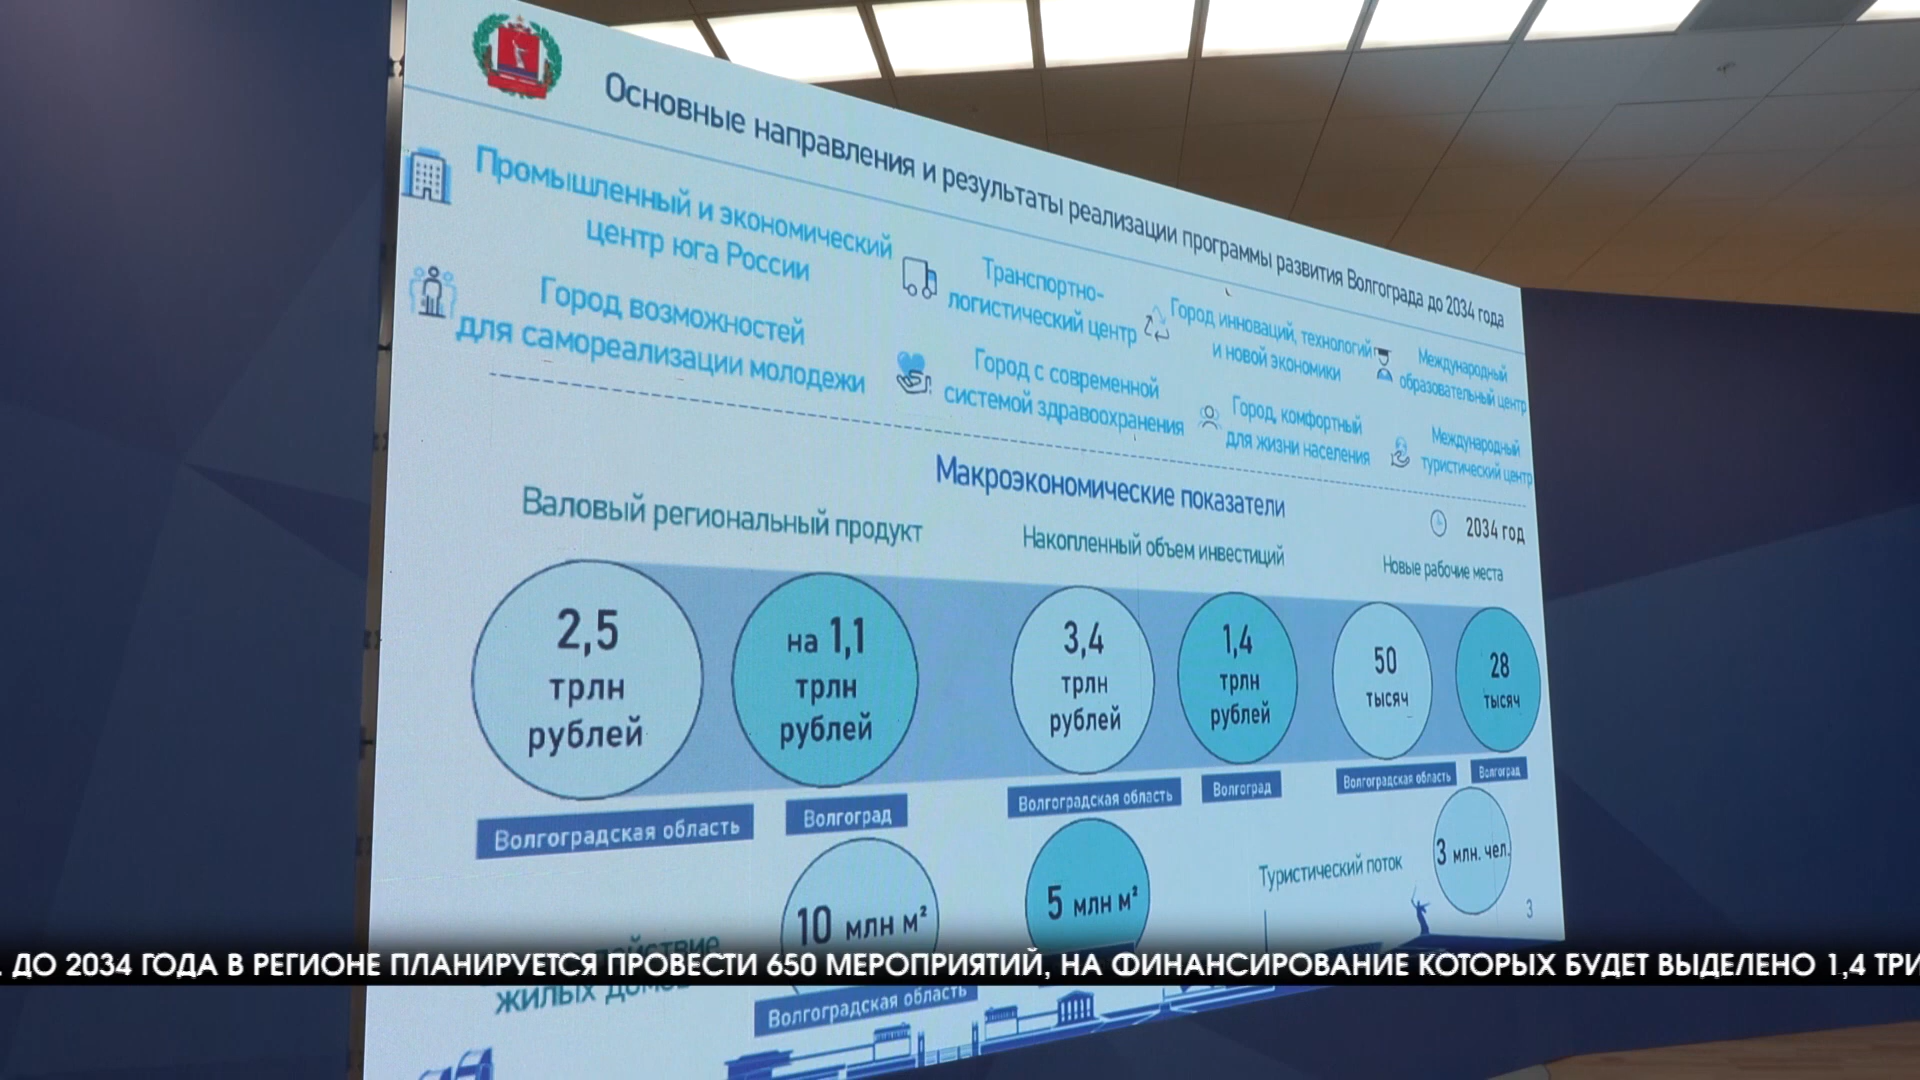 Основные направления и результаты реализации программы развития Волгограда до 2034 года
Промышленный и экономический
центр юга России
Транспортно-
логистический центр
Город инноваций, технологий
и новой экономики
Международный
образовательный центр
Город возможностей
для самореализации молодежи
Город с современной
системой здравоохранения
Город, комфортный
для жизни населения
Международный
туристический центр
Макроэкономические показатели
2034 год
Валовый региональный продукт
Накопленный объем инвестиций
Новые рабочие места
2,5
трлн
рублей
на 1,1
трлн
рублей
3,4
трлн
рублей
1,4
трлн
рублей
50
тысяч
28
тысяч
Волгоградская область
Волгоград
Волгоградская область
Волгоград
Волгоградская область
Волгоград
10 млн м²
5 млн м²
Туристический поток
3 млн. чел.
3
. ДО 2034 ГОДА В РЕГИОНЕ ПЛАНИРУЕТСЯ ПРОВЕСТИ 650 МЕРОПРИЯТИЙ, НА ФИНАНСИРОВАНИЕ КОТОРЫХ БУДЕТ ВЫДЕЛЕНО 1,4 ТРИ
жилых домов
Волгоградская область